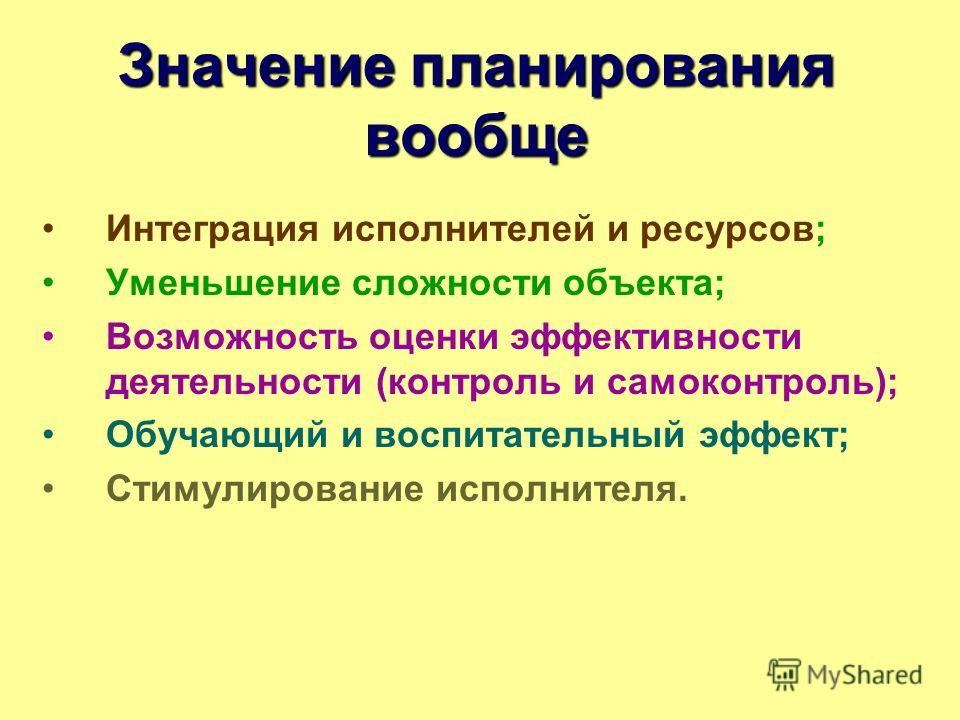 Значение планирования
вообще
• Интеграция исполнителей и ресурсов;
• Уменьшение сложности объекта;
• Возможность оценки эффективности
деятельности (контроль и самоконтроль);
• Обучающий и воспитательный эффект;
• Стимулирование исполнителя.
MyShared